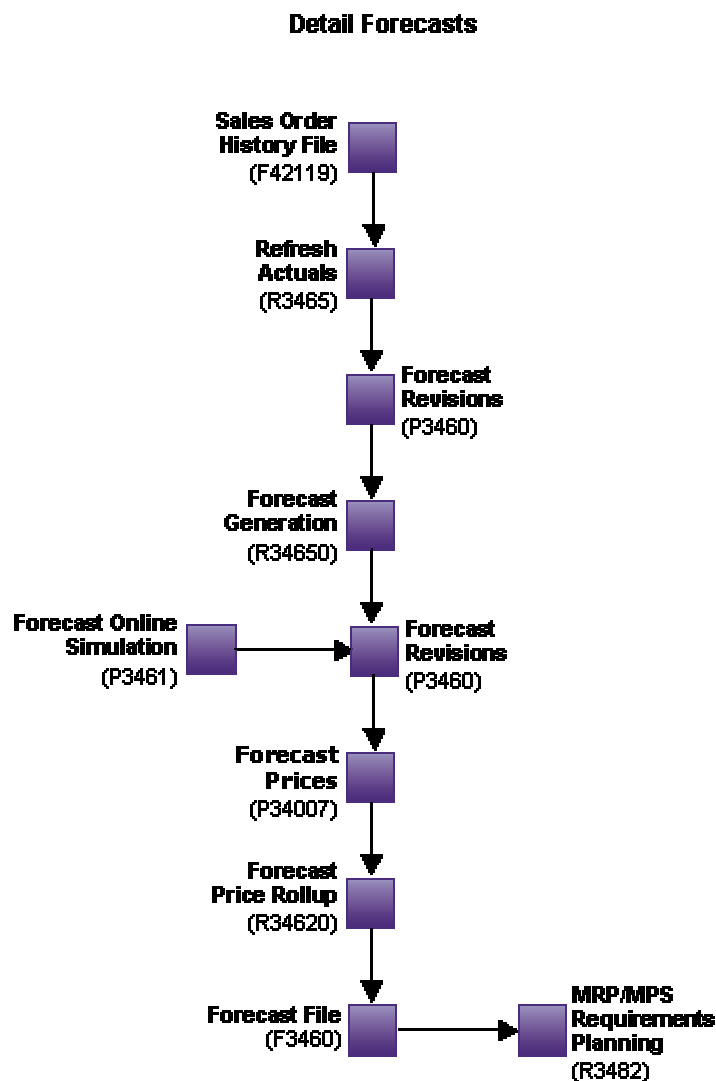 Detail Forecasts
Sales Order
History File
(F42119)
Refresh
Actuals
(R3465)
Forecast
Revisions
(P3460)
Forecast
Generation
(R34650)
Forecast Online
Simulation
(P3461)
Forecast
Revisions
(P3460)
Forecast
Prices
(P34007)
Forecast
Price Rollup
(R34620)
Forecast File
(F3460)
MRP/MPS
Requirements
Planning
(R3482)